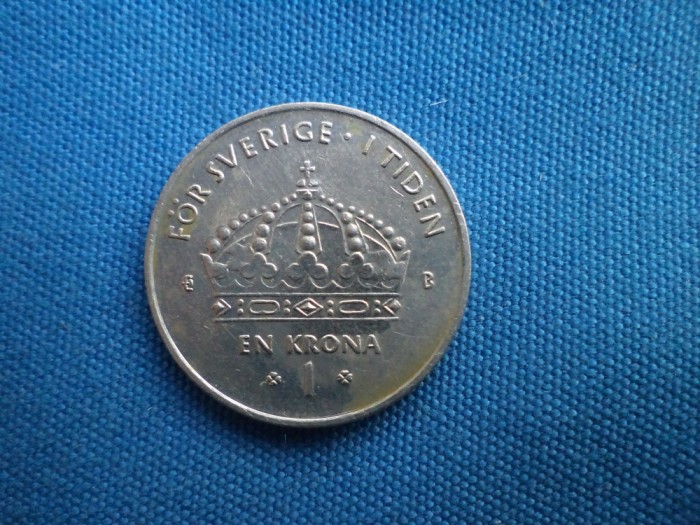 FÖR SVERIGE · I TIDEN
B
EN KRONA
1